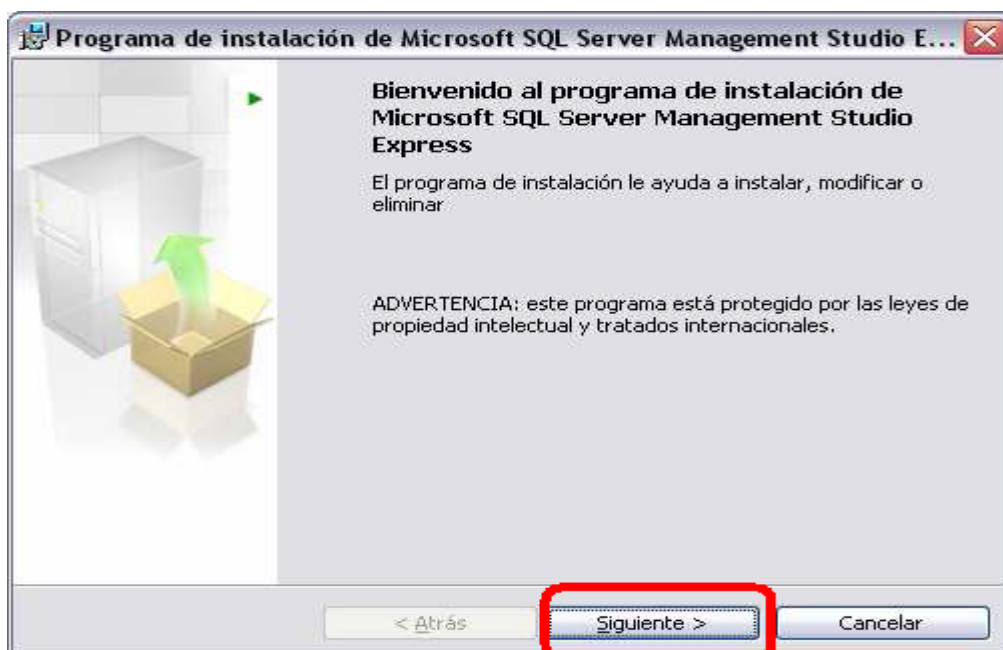 Programa de instalación de Microsoft SQL Server Management Studio E...
Bienvenido al programa de instalación de
Microsoft SQL Server Management Studio
Express
El programa de instalación le ayuda a instalar, modificar o
eliminar
ADVERTENCIA: este programa está protegido por las leyes de
propiedad intelectual y tratados internacionales.
< Atrás
Siguiente >
Cancelar